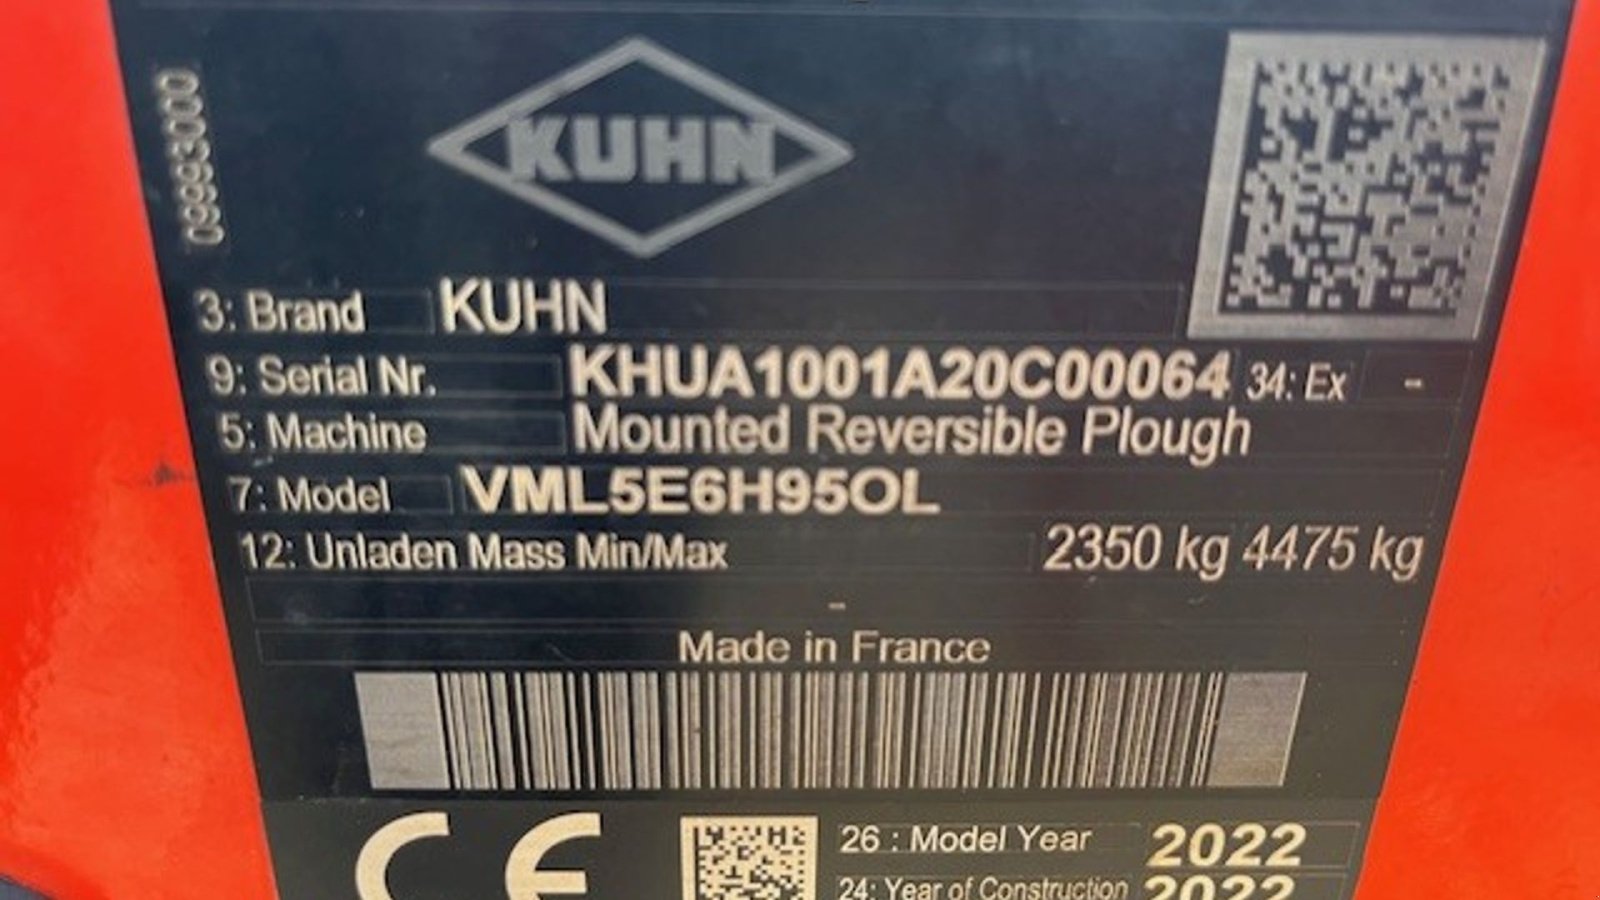 09993000
KUHN
3: Brand KUHN
9: Serial Nr. KHUA1001A20C00064 34: Ex -
5: Machine Mounted Reversible Plough
7: Model VML5E6H95OL
12: Unladen Mass Min/Max 2350 kg 4475 kg
-
Made in France
CE
26 : Model Year 2022
24: Year of Construction 2022